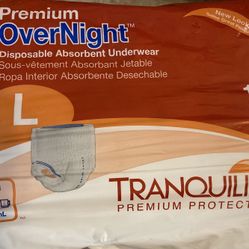 Premium
OverNight™
Disposable Absorbent Underwear
Sous-vêtement Absorbant Jetable
Ropa Interior Absorbente Desechable
New Look
L
TRANQUILI
PREMIUM PROTECT